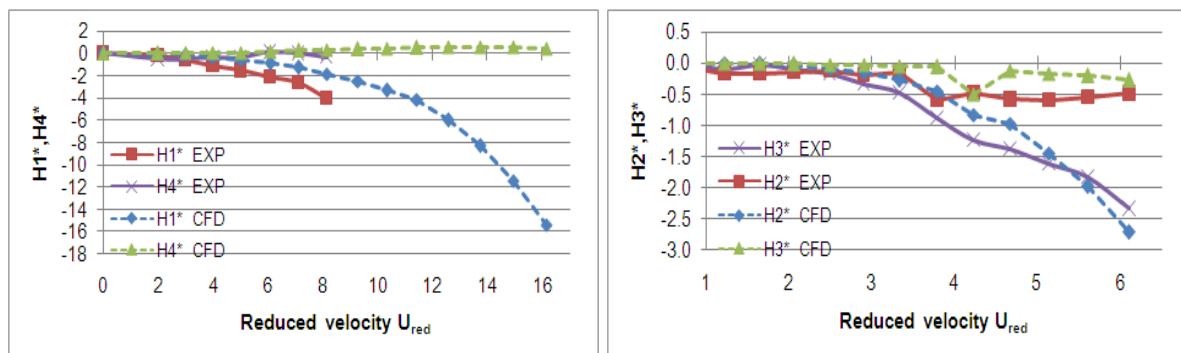 2
0
-2
-4
-6
-8
-10
-12
-14
-16
-18
H1*,H4*
H1* EXP
H4* EXP
H1* CFD
H4* CFD
0 2 4 6 8 10 12 14 16
Reduced velocity Ured
0.5
0.0
-0.5
-1.0
-1.5
-2.0
-2.5
-3.0
H2*,H3*
H3* EXP
H2* EXP
H2* CFD
H3* CFD
1 2 3 4 5 6
Reduced velocity Ured